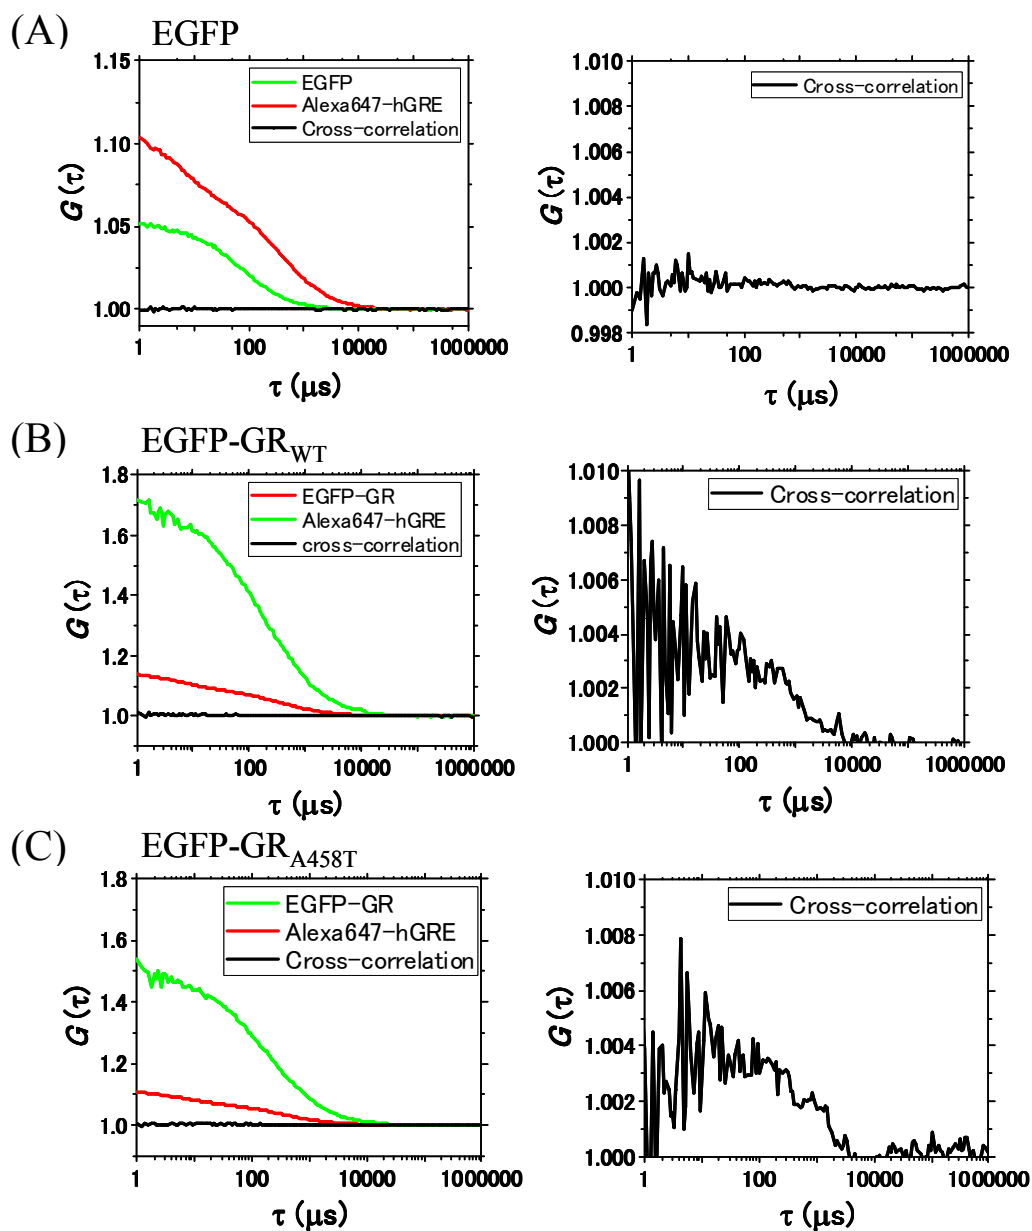 (A) EGFP
1.15
1.10
1.05
1.00
G(τ)
EGFP
Alexa647-hGRE
Cross-correlation
1 100 10000 1000000
τ (μs)
1.010
1.008
1.006
1.004
1.002
1.000
0.998
G(τ)
Cross-correlation
1 100 10000 1000000
τ (μs)
(B) EGFP-GRWT
1.8
1.6
1.4
1.2
1.0
G(τ)
EGFP-GR
Alexa647-hGRE
cross-correlation
1 100 10000 1000000
τ (μs)
1.010
1.008
1.006
1.004
1.002
1.000
G(τ)
Cross-correlation
1 100 10000 1000000
τ (μs)
(C) EGFP-GRA458T
1.8
1.6
1.4
1.2
1.0
G(τ)
EGFP-GR
Alexa647-hGRE
Cross-correlation
1 100 10000 1000000
τ (μs)
1.010
1.008
1.006
1.004
1.002
1.000
G(τ)
Cross-correlation
1 100 10000 1000000
τ (μs)